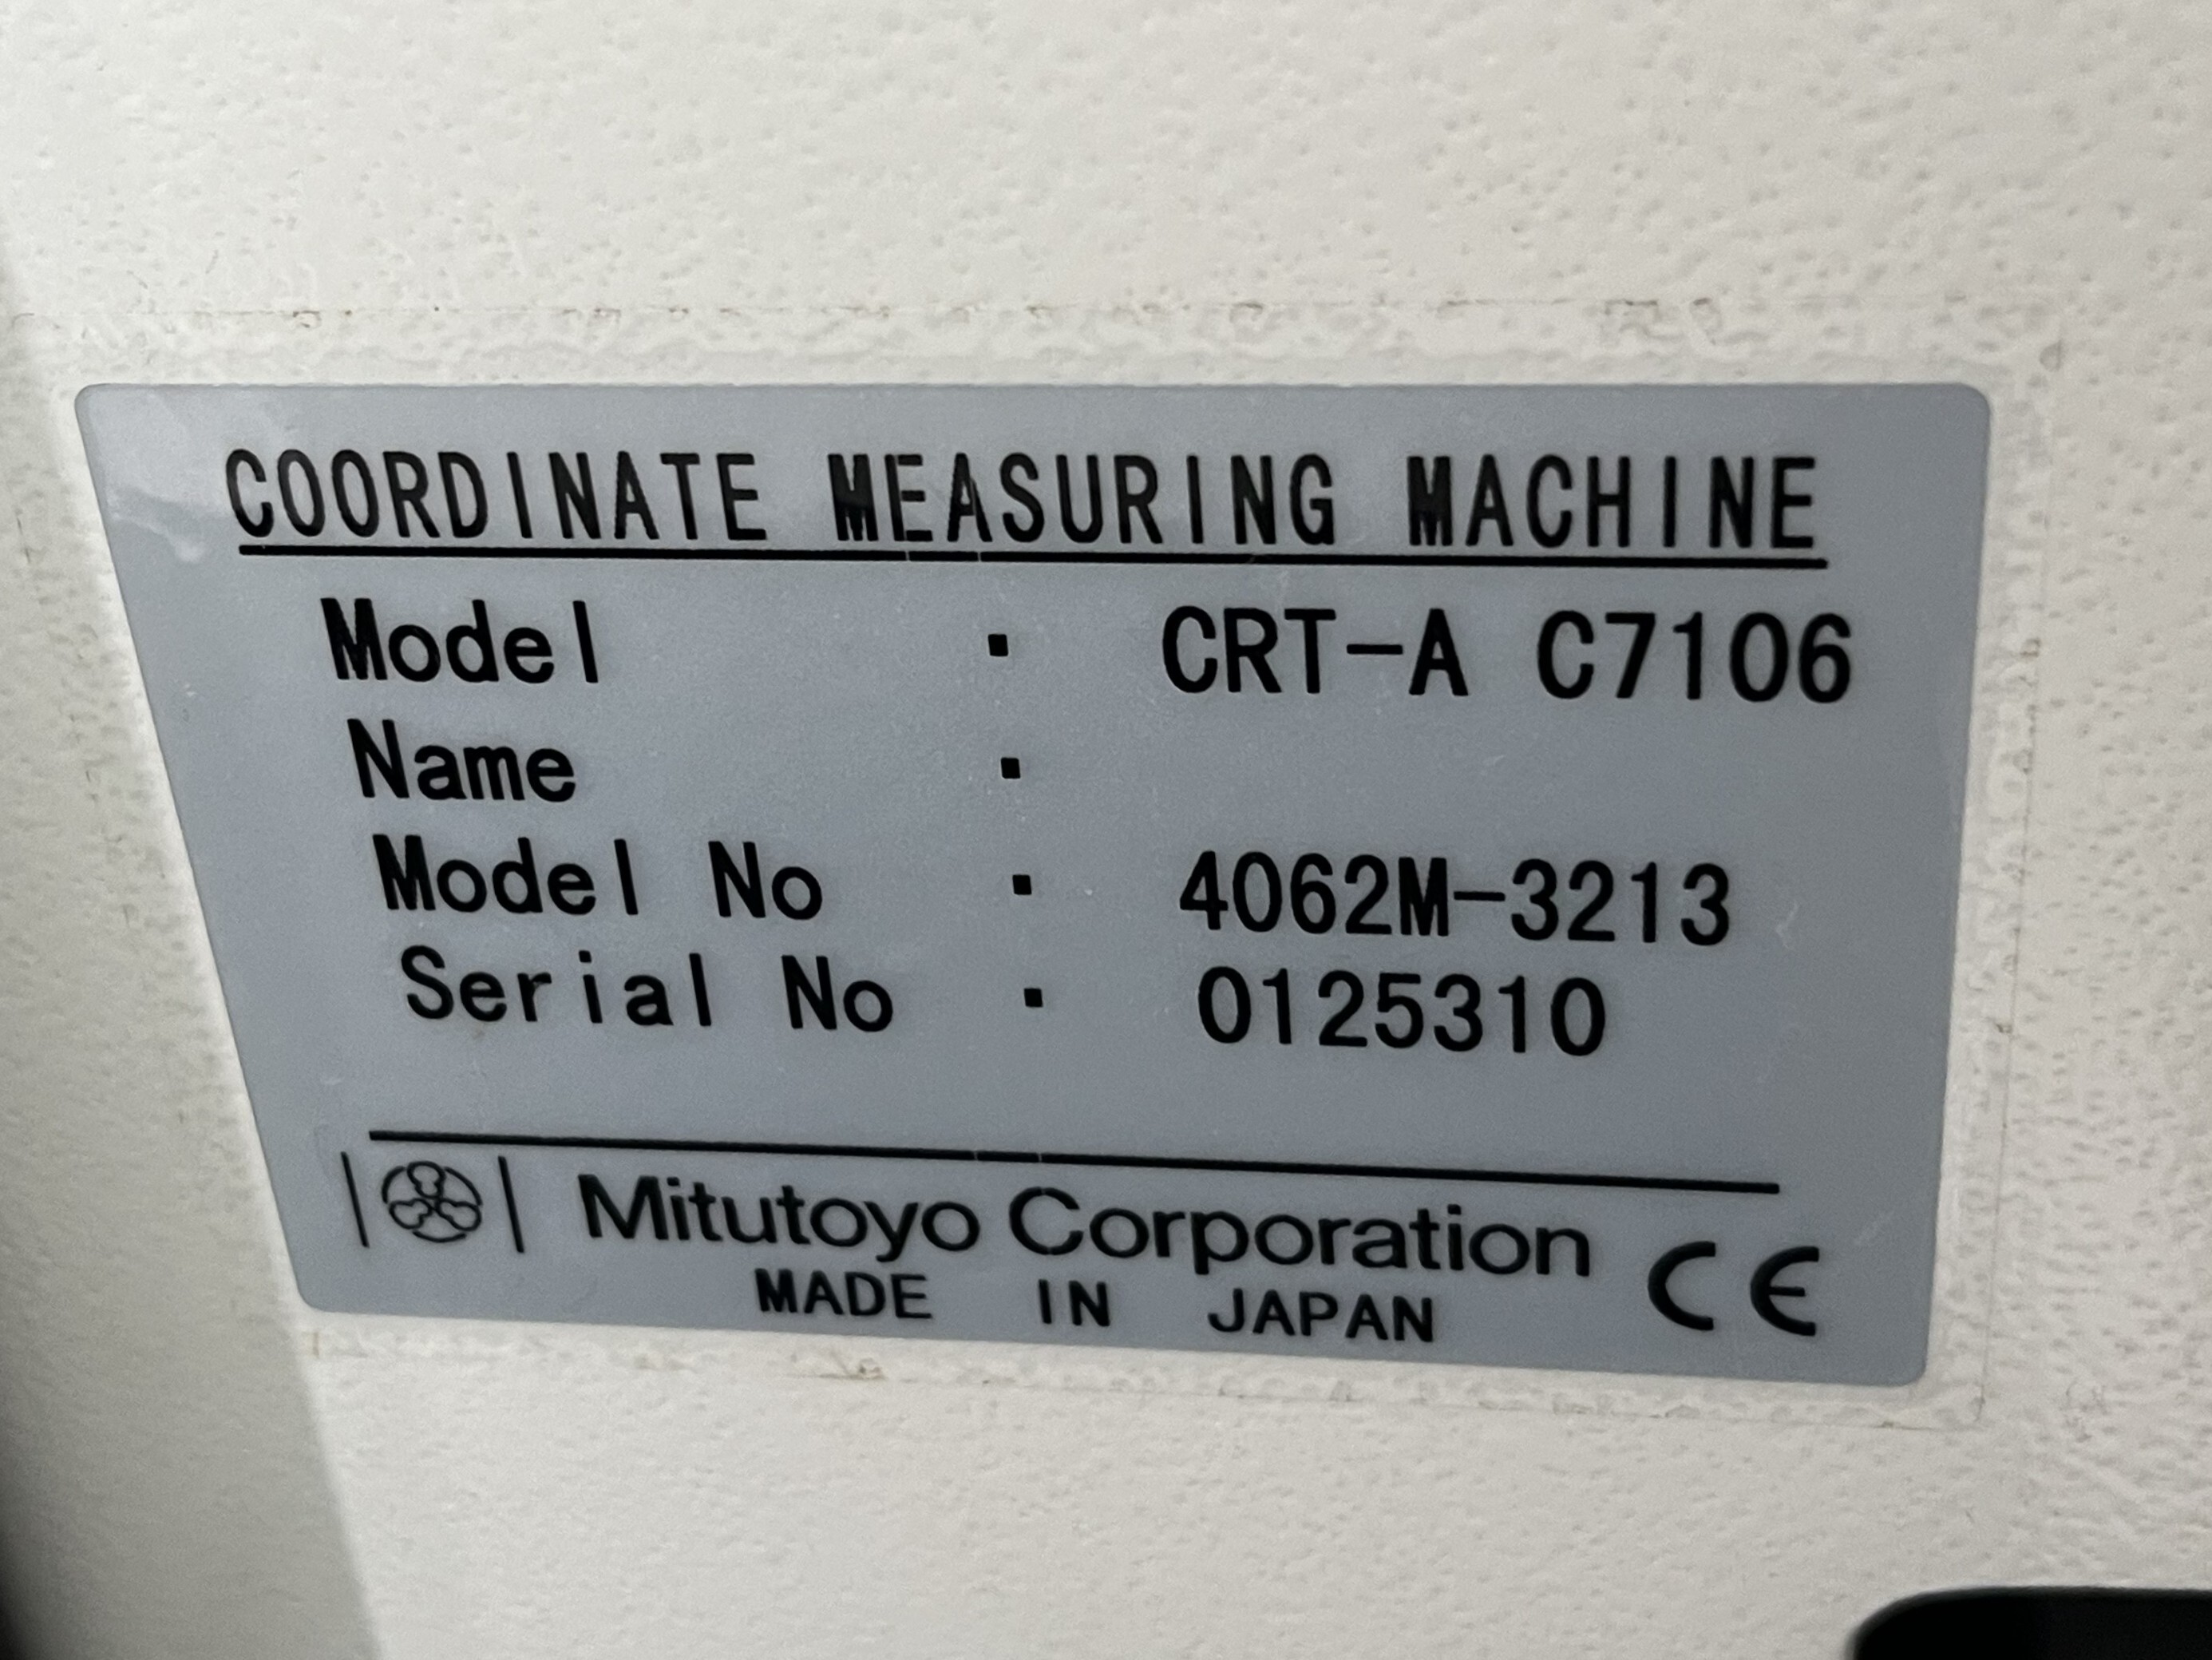 COORDINATE MEASURING MACHINE
Model · CRT-A C7106
Name ·
Model No · 4062M-3213
Serial No · 0125310
Mitutoyo Corporation CE
MADE IN JAPAN